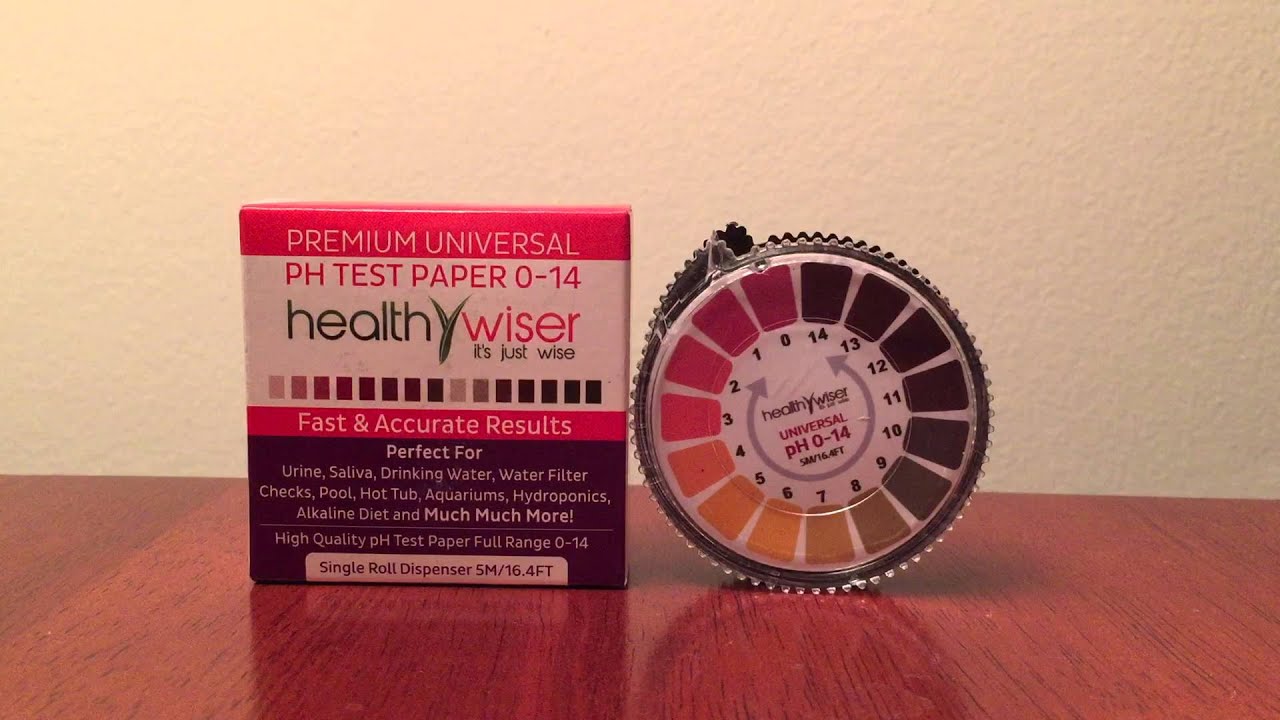 PREMIUM UNIVERSAL
PH TEST PAPER 0-14
healthywiser
it's just wise
Fast & Accurate Results
Perfect For
Urine, Saliva, Drinking Water, Water Filter
Checks, Pool, Hot Tub, Aquariums, Hydroponics,
Alkaline Diet and Much Much More!
High Quality pH Test Paper Full Range 0-14
Single Roll Dispenser 5M/16.4FT
0
1
2
3
4
5
6
7
8
9
10
11
12
13
14
healthywiser
it's just wise
UNIVERSAL
pH 0-14
5M/16.4FT